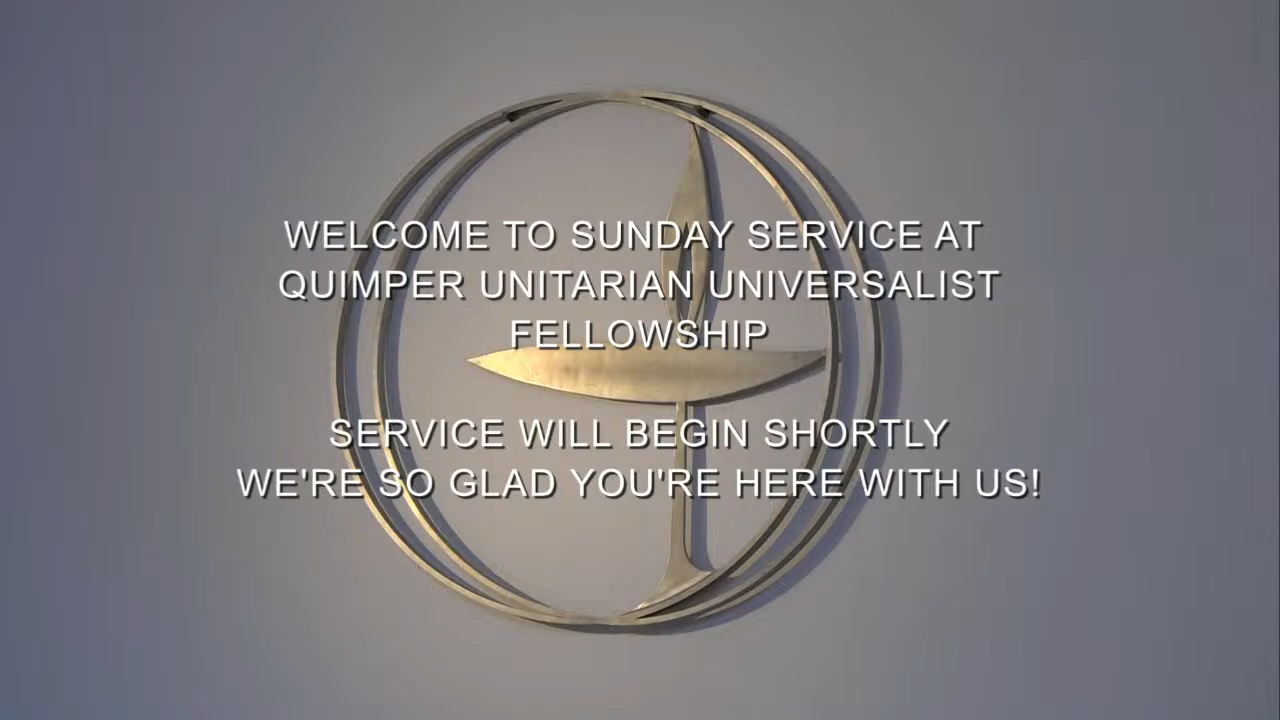 WELCOME TO SUNDAY SERVICE AT
QUIMPER UNITARIAN UNIVERSALIST
FELLOWSHIP
SERVICE WILL BEGIN SHORTLY
WE'RE SO GLAD YOU'RE HERE WITH US!